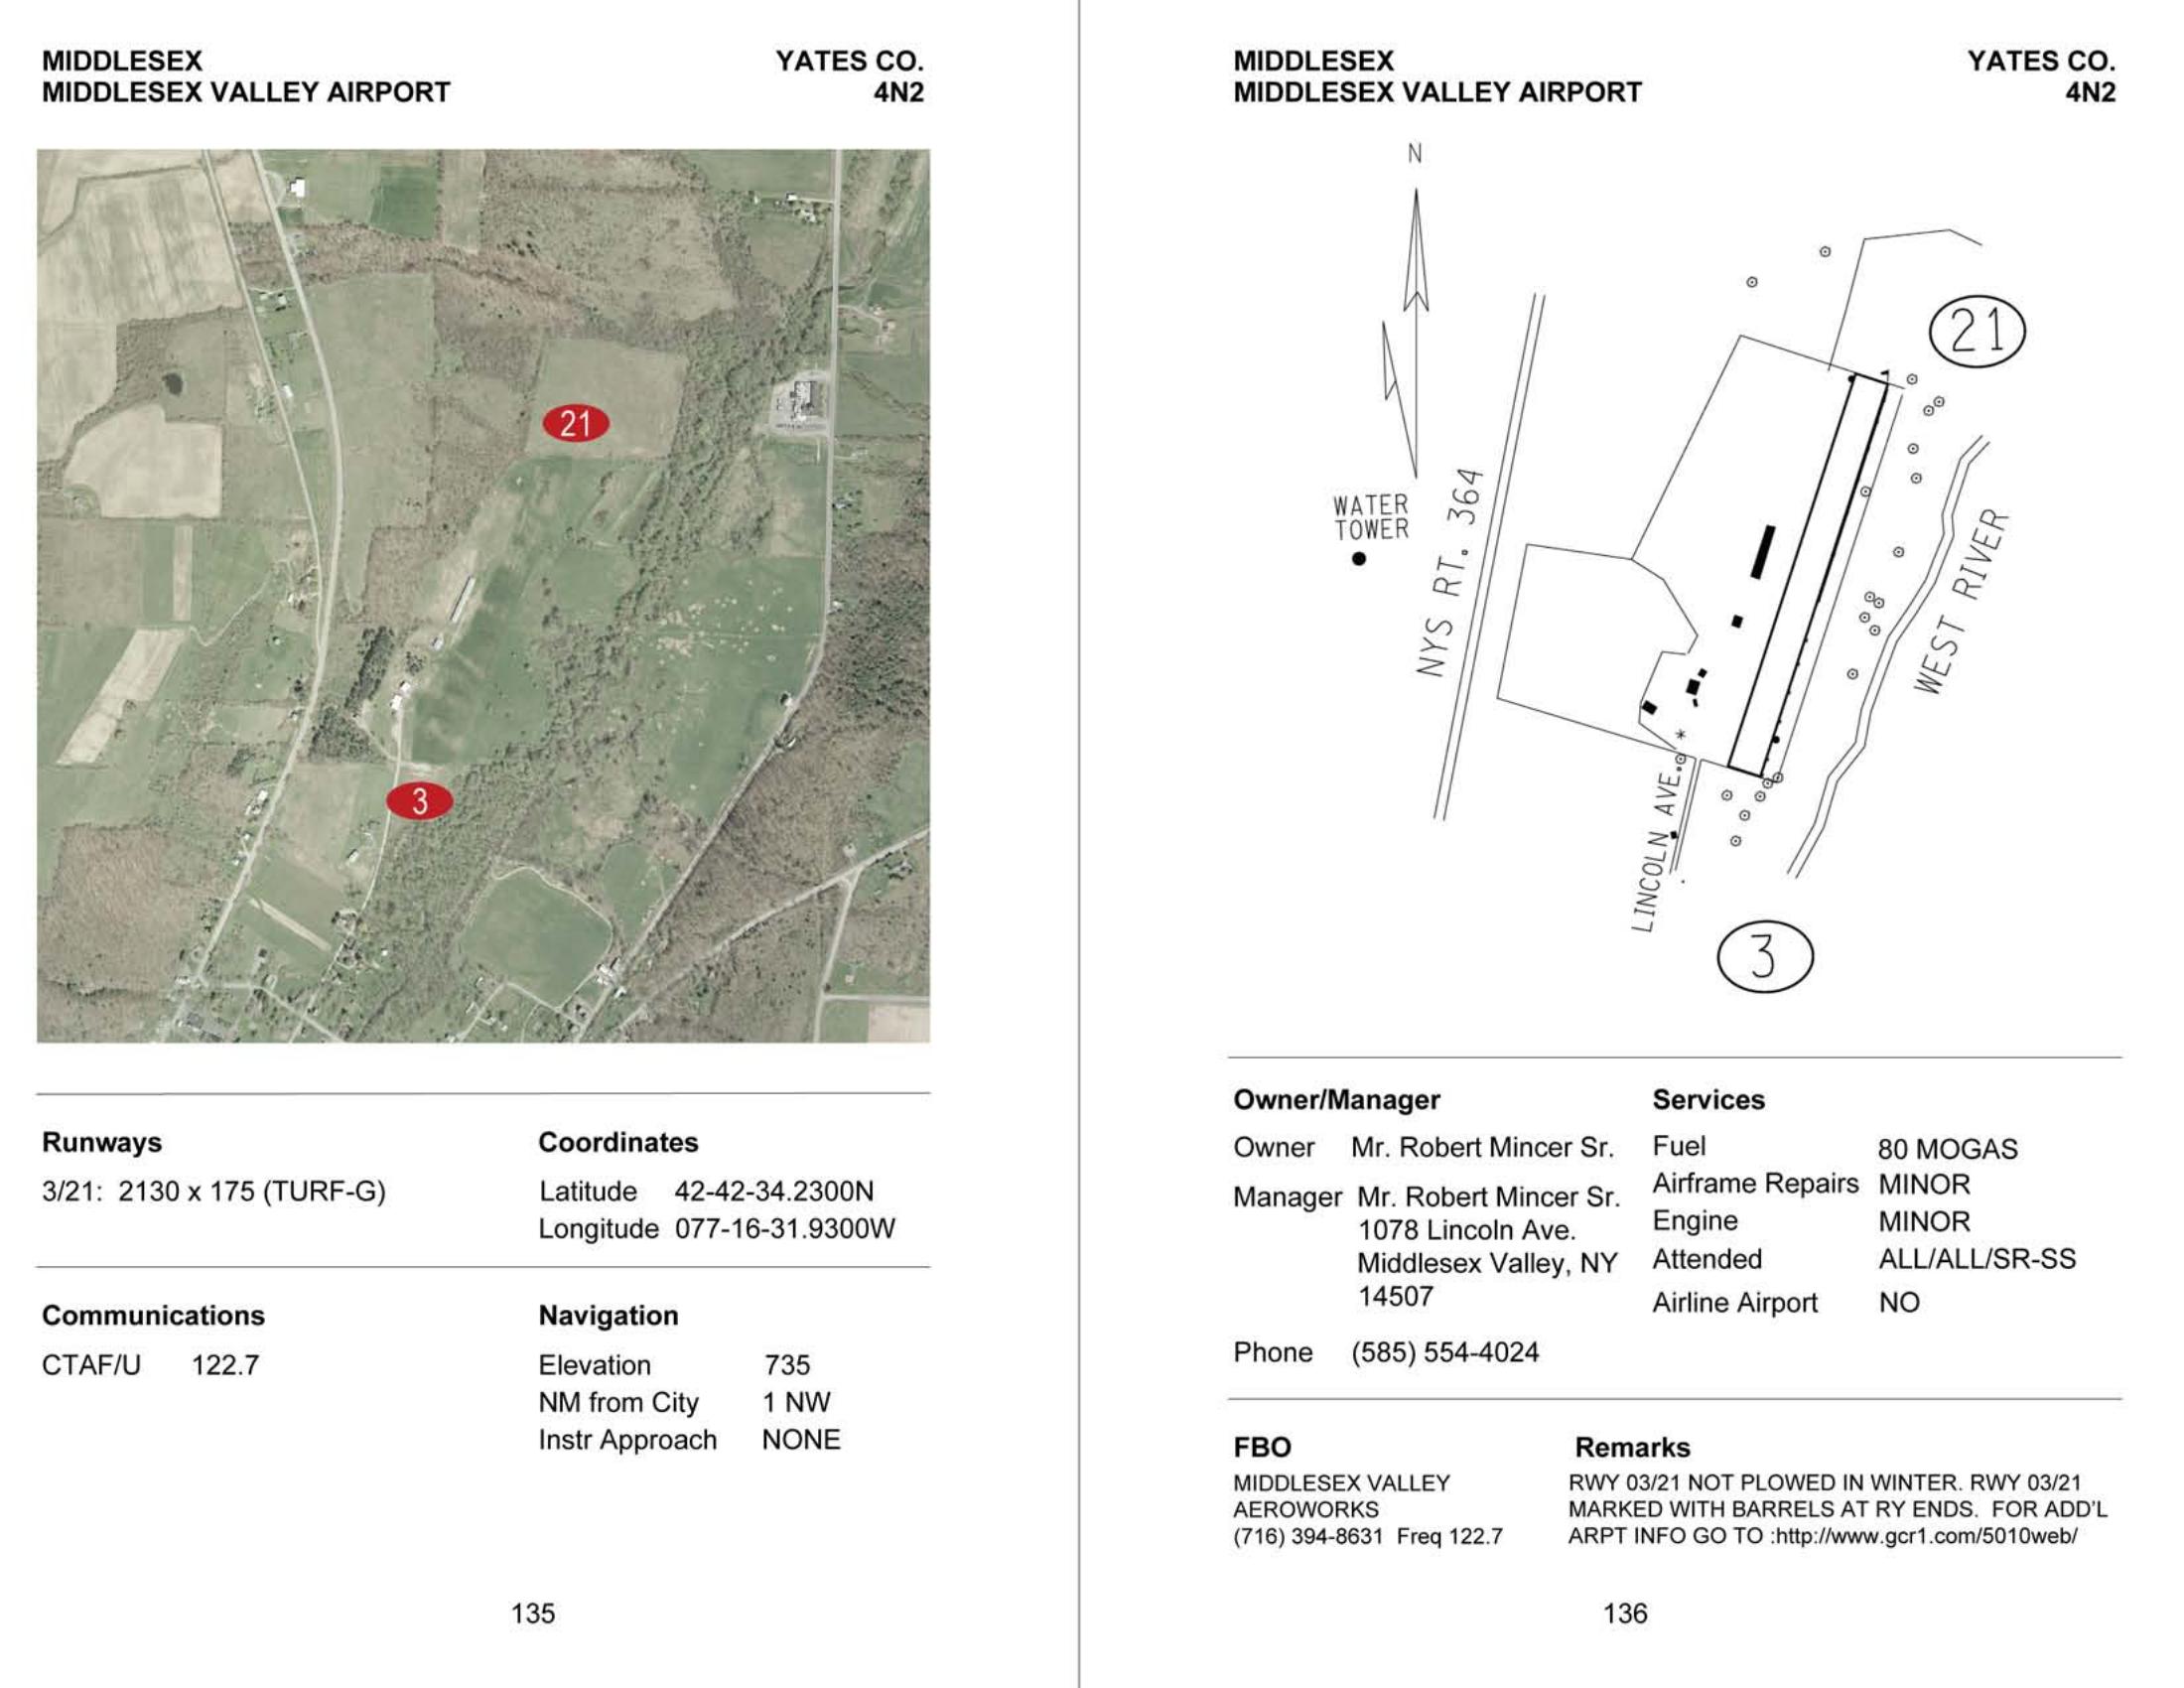 MIDDLESEX YATES CO.
MIDDLESEX VALLEY AIRPORT 4N2
21
3
Runways
3/21: 2130 x 175 (TURF-G)
Coordinates
Latitude 42-42-34.2300N
Longitude 077-16-31.9300W
Communications
CTAF/U 122.7
Navigation
Elevation 735
NM from City 1 NW
Instr Approach NONE
135
MIDDLESEX YATES CO.
MIDDLESEX VALLEY AIRPORT 4N2
N
21
WATER
TOWER
NYS RT. 364
WEST RIVER
LINCOLN AVE.
3
Owner/Manager
Owner Mr. Robert Mincer Sr.
Manager Mr. Robert Mincer Sr.
1078 Lincoln Ave.
Middlesex Valley, NY
14507
Phone (585) 554-4024
Services
Fuel 80 MOGAS
Airframe Repairs MINOR
Engine MINOR
Attended ALL/ALL/SR-SS
Airline Airport NO
FBO
MIDDLESEX VALLEY
AEROWORKS
(716) 394-8631 Freq 122.7
Remarks
RWY 03/21 NOT PLOWED IN WINTER. RWY 03/21
MARKED WITH BARRELS AT RY ENDS. FOR ADD'L
ARPT INFO GO TO :http://www.gcr1.com/5010web/
136